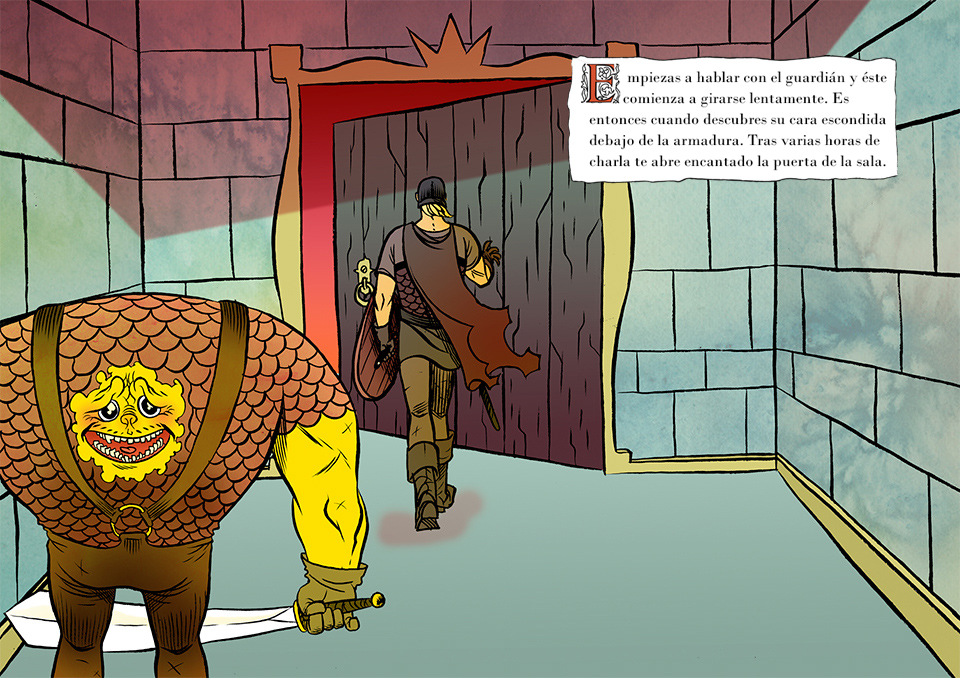 Empiezas a hablar con el guardián y éste
comienza a girarse lentamente. Es
entonces cuando descubres su cara escondida
debajo de la armadura. Tras varias horas de
charla te abre encantado la puerta de la sala.